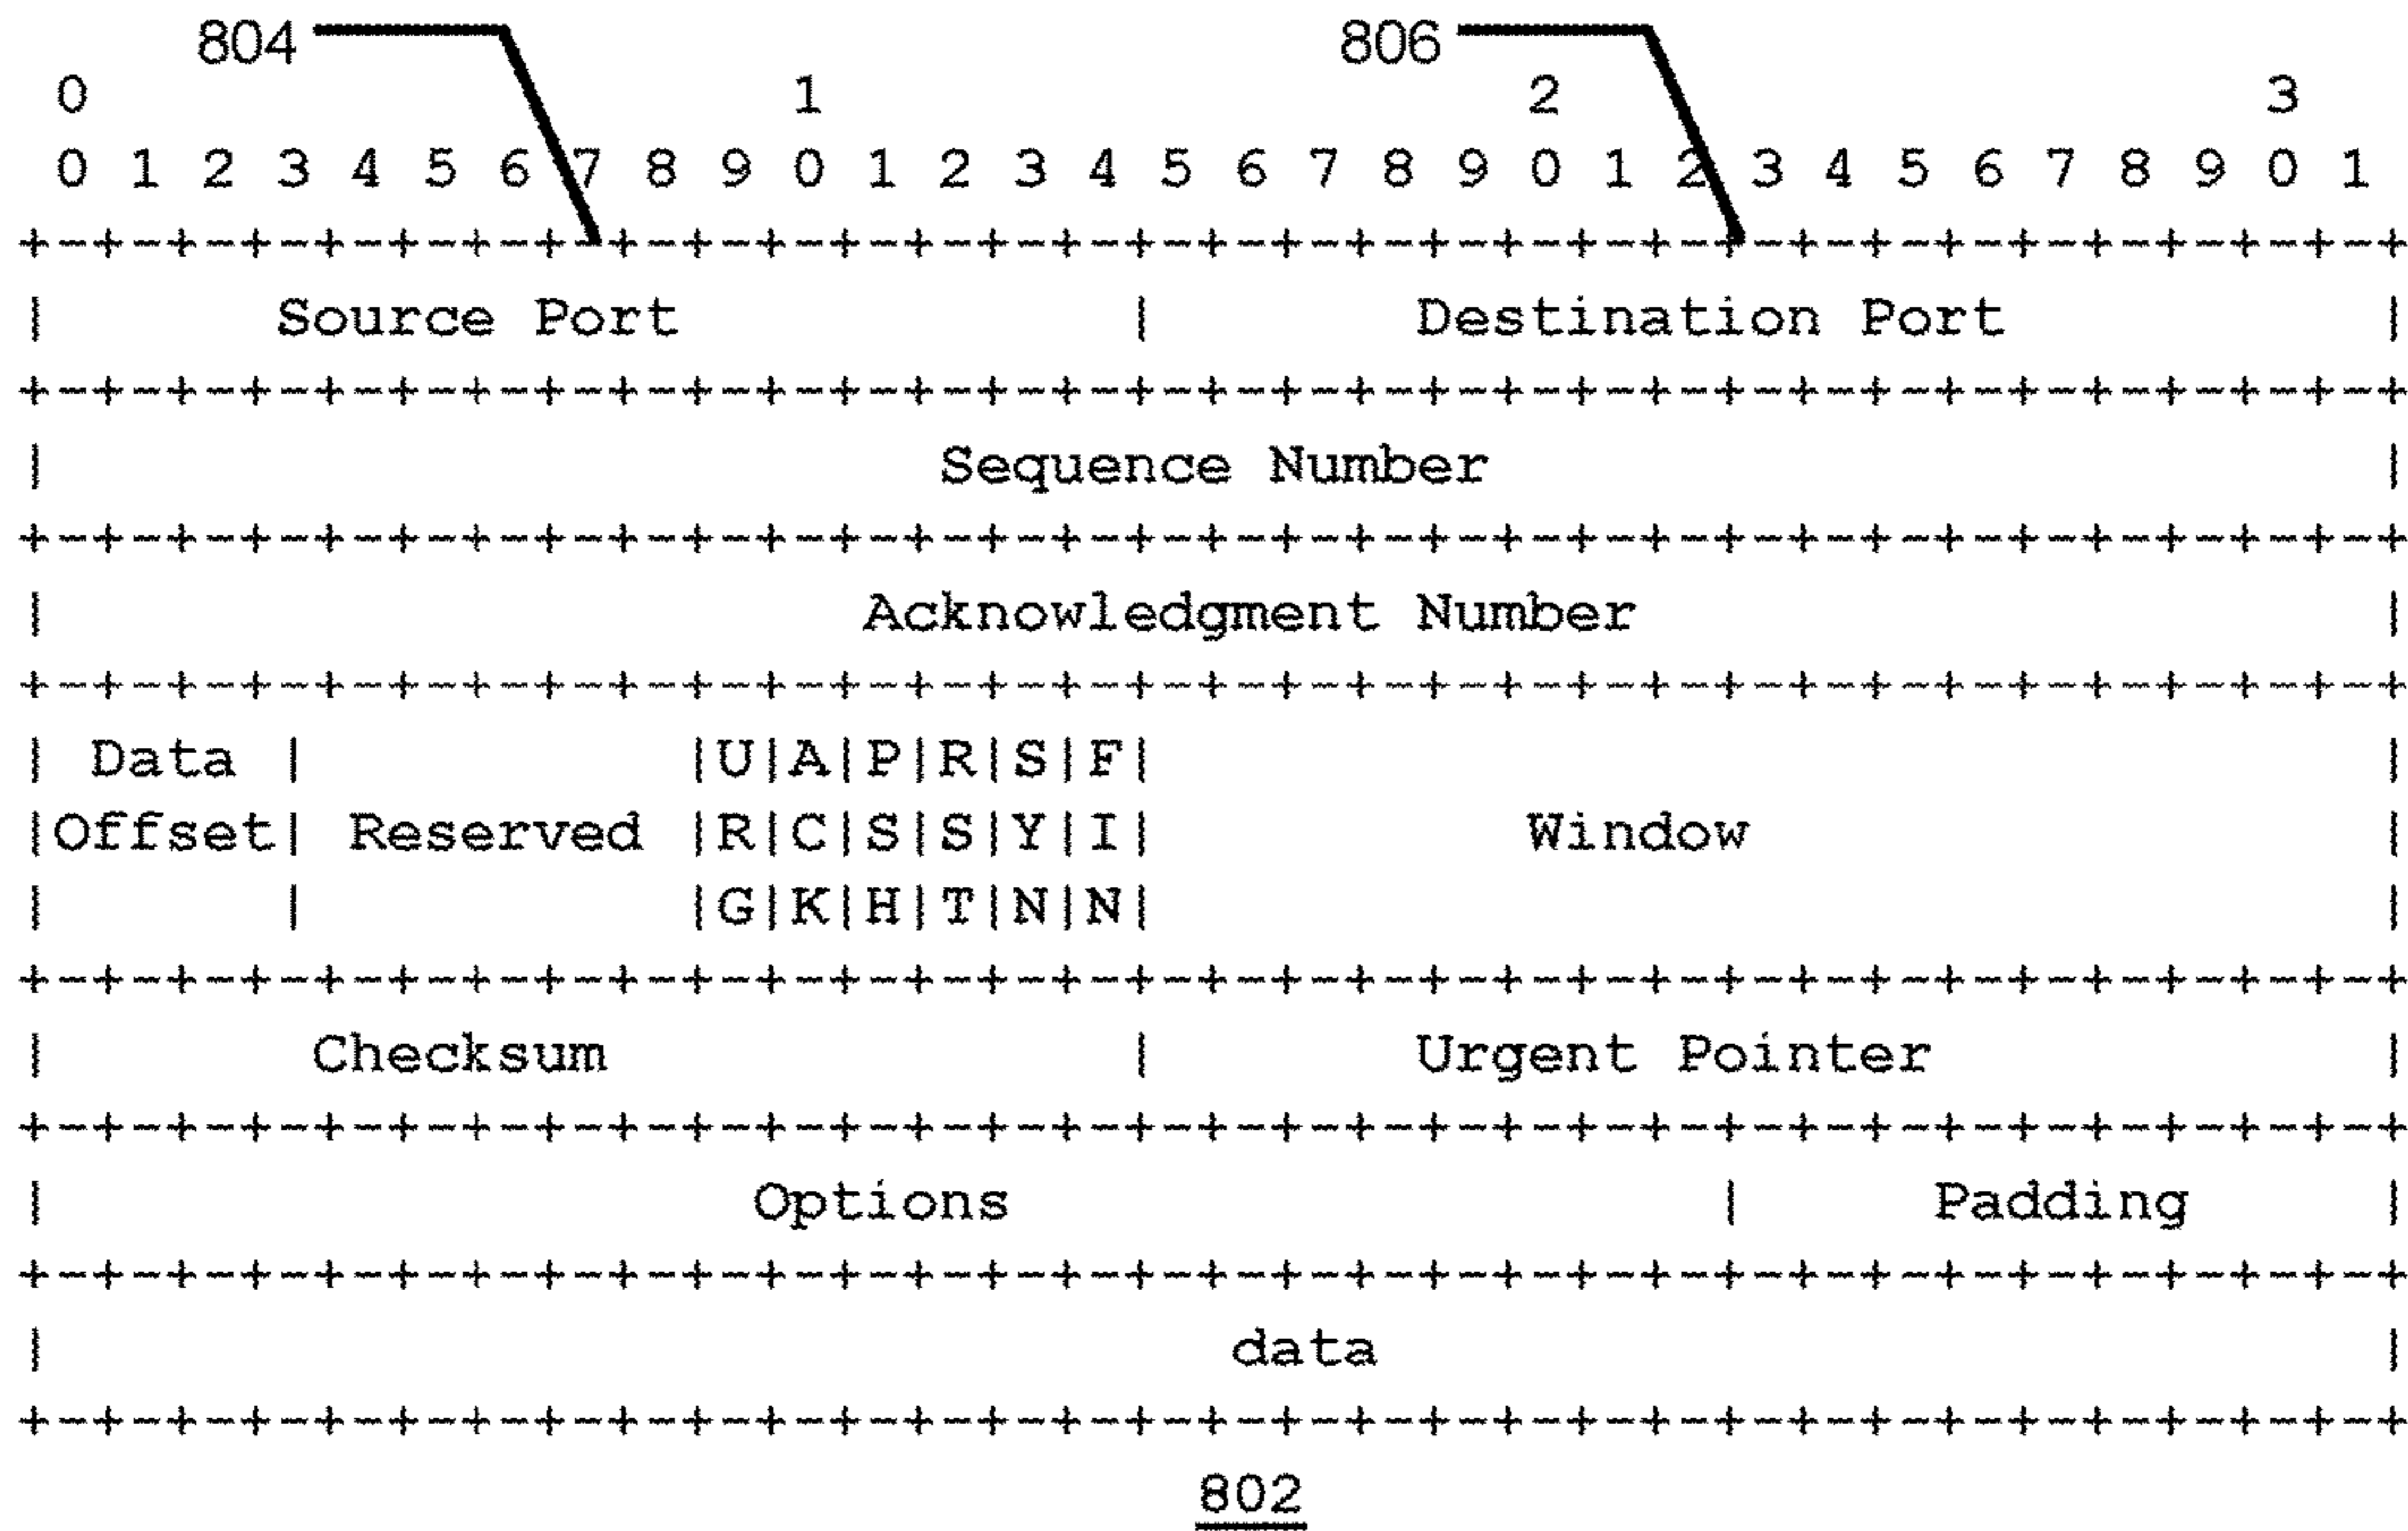 804 806
0 1 2 3
0 1 2 3 4 5 6 7 8 9 0 1 2 3 4 5 6 7 8 9 0 1 2 3 4 5 6 7 8 9 0 1
+-+-+-+-+-+-+-+-+-+-+-+-+-+-+-+-+-+-+-+-+-+-+-+-+-+-+-+-+-+-+-+-+
| Source Port | Destination Port |
+-+-+-+-+-+-+-+-+-+-+-+-+-+-+-+-+-+-+-+-+-+-+-+-+-+-+-+-+-+-+-+-+
| Sequence Number |
+-+-+-+-+-+-+-+-+-+-+-+-+-+-+-+-+-+-+-+-+-+-+-+-+-+-+-+-+-+-+-+-+
| Acknowledgment Number |
+-+-+-+-+-+-+-+-+-+-+-+-+-+-+-+-+-+-+-+-+-+-+-+-+-+-+-+-+-+-+-+-+
| Data | |U|A|P|R|S|F| |
|Offset| Reserved |R|C|S|S|Y|I| Window |
| | |G|K|H|T|N|N| |
+-+-+-+-+-+-+-+-+-+-+-+-+-+-+-+-+-+-+-+-+-+-+-+-+-+-+-+-+-+-+-+-+
| Checksum | Urgent Pointer |
+-+-+-+-+-+-+-+-+-+-+-+-+-+-+-+-+-+-+-+-+-+-+-+-+-+-+-+-+-+-+-+-+
| Options | Padding |
+-+-+-+-+-+-+-+-+-+-+-+-+-+-+-+-+-+-+-+-+-+-+-+-+-+-+-+-+-+-+-+-+
| data |
+-+-+-+-+-+-+-+-+-+-+-+-+-+-+-+-+-+-+-+-+-+-+-+-+-+-+-+-+-+-+-+-+
802